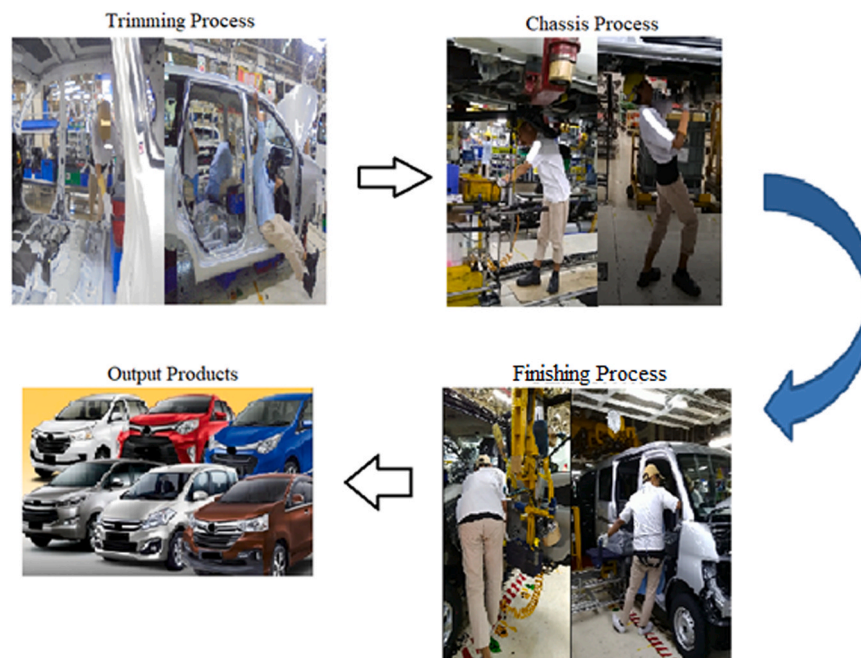 Trimming Process
Chassis Process
Finishing Process
Output Products